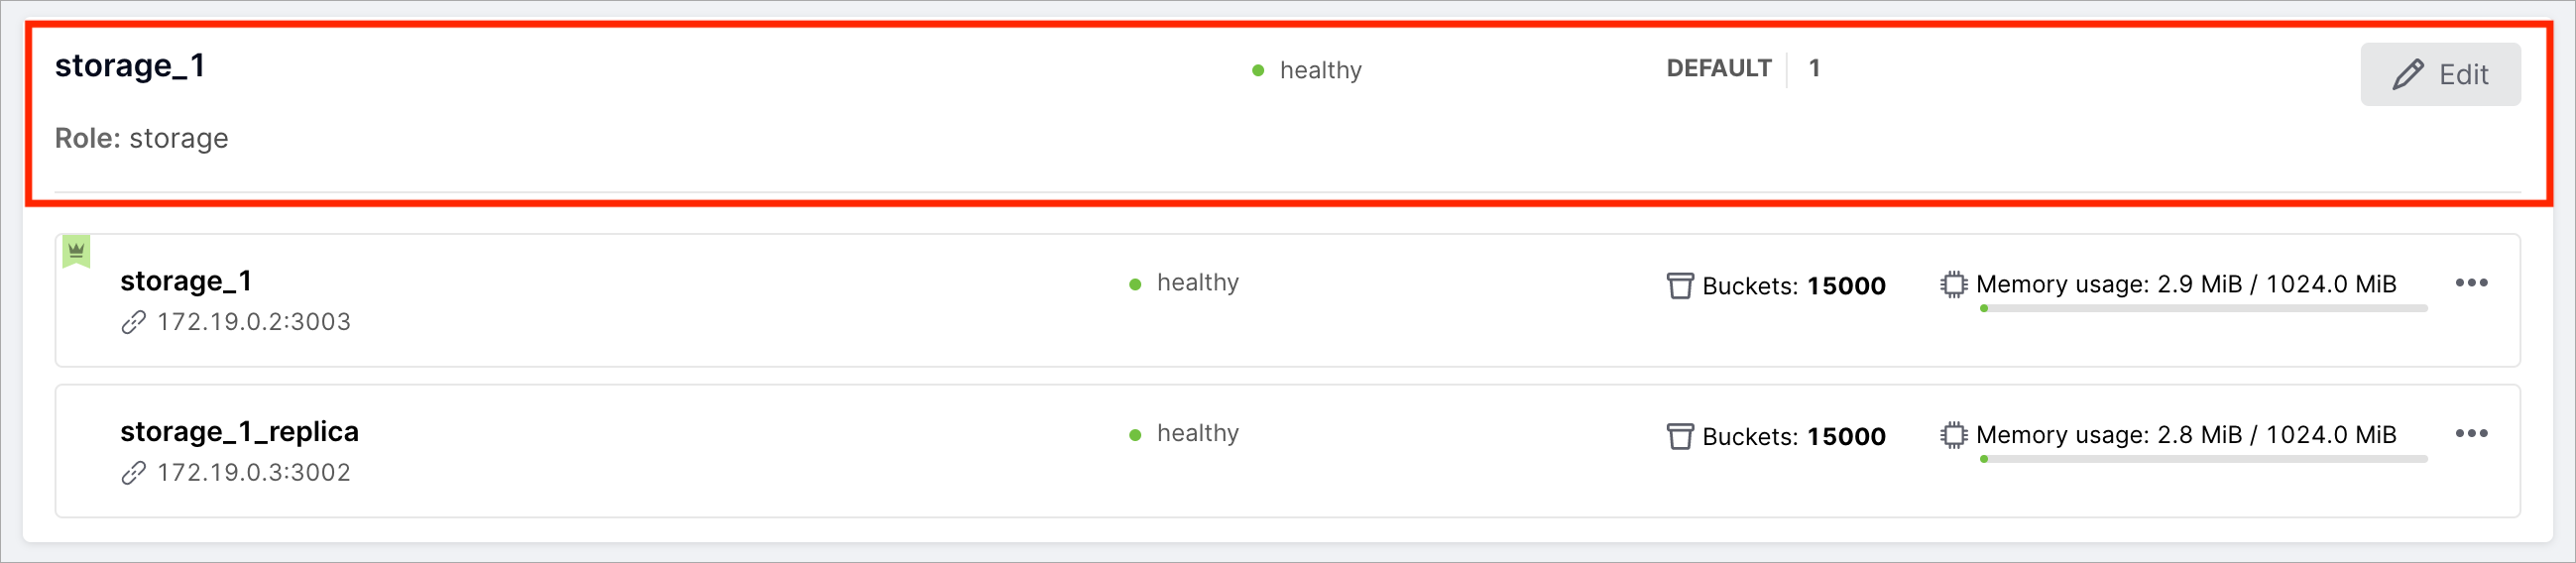 storage_1
healthy
DEFAULT 1
Edit
Role: storage
storage_1
172.19.0.2:3003
healthy
Buckets: 15000
Memory usage: 2.9 MiB / 1024.0 MiB
storage_1_replica
172.19.0.3:3002
healthy
Buckets: 15000
Memory usage: 2.8 MiB / 1024.0 MiB